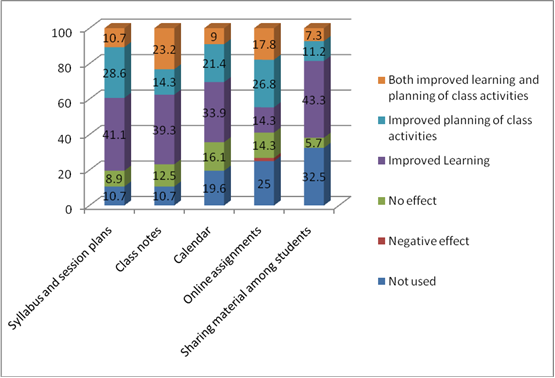 100
80
60
40
20
0
10.7
28.6
41.1
8.9
10.7
23.2
14.3
39.3
12.5
10.7
9
21.4
33.9
16.1
19.6
17.8
26.8
14.3
14.3
25
7.3
11.2
43.3
5.7
32.5
Syllabus and session plans
Class notes
Calendar
Online assignments
Sharing material among students
Both improved learning and
planning of class activities
Improved planning of class
activities
Improved Learning
No effect
Negative effect
Not used